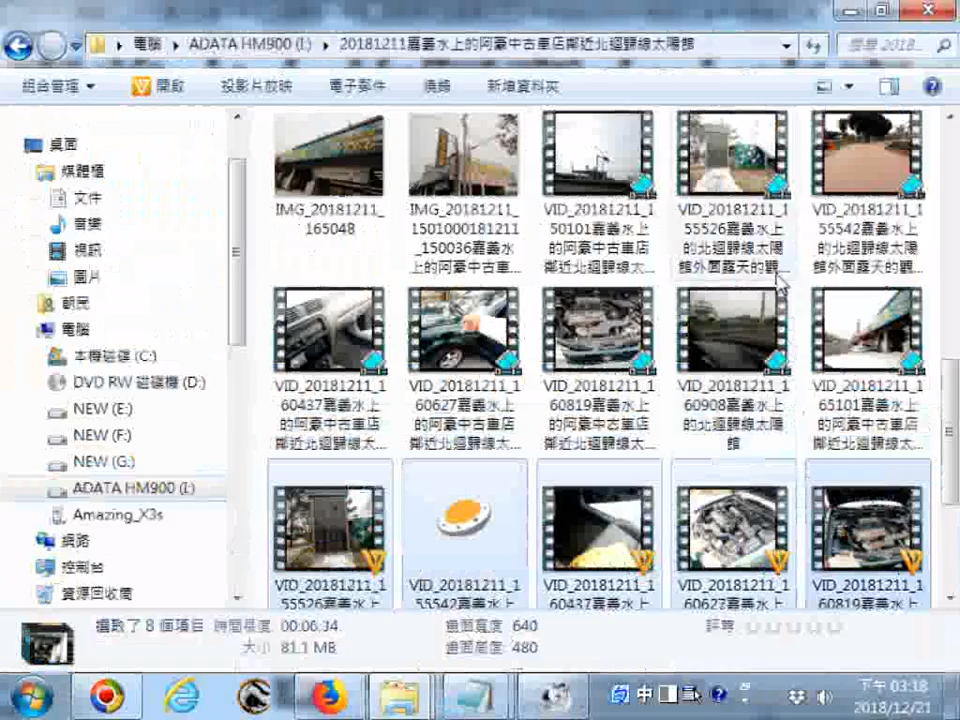 電腦 ▸ ADATA HM900 (I:) ▸ 20181211嘉義水上的阿豪中古車店鄰近北迴歸線太陽館
搜尋 2018...
組合管理 開啟 投影片放映 電子郵件 燒錄 新增資料夾
桌面
媒體櫃
文件
音樂
視訊
圖片
朝民
電腦
本機磁碟 (C:)
DVD RW 磁碟機 (D:)
NEW (E:)
NEW (F:)
NEW (G:)
ADATA HM900 (I:)
Amazing_X3s
網路
控制台
資源回收筒
IMG_20181211_
165048
IMG_20181211_
1501000181211
_150036嘉義水
上的阿豪中古車...
VID_20181211_1
50101嘉義水上
的阿豪中古車店
鄰近北迴歸線太...
VID_20181211_1
55526嘉義水上
的北迴歸線太陽
館外面露天的觀...
VID_20181211_1
55542嘉義水上
的北迴歸線太陽
館外面露天的觀...
VID_20181211_1
60437嘉義水上
的阿豪中古車店
鄰近北迴歸線太...
VID_20181211_1
60627嘉義水上
的阿豪中古車店
鄰近北迴歸線太...
VID_20181211_1
60819嘉義水上
的阿豪中古車店
鄰近北迴歸線太...
VID_20181211_1
60908嘉義水上
的北迴歸線太陽
館
VID_20181211_1
65101嘉義水上
的阿豪中古車店
鄰近北迴歸線太...
VID_20181211_1
55526嘉義水上
VID_20181211_1
55542嘉義水上
VID_20181211_1
60437嘉義水上
VID_20181211_1
60627嘉義水上
VID_20181211_1
60819嘉義水上
選取了 8 個項目 時間長度: 00:06:34
大小: 81.1 MB
畫面寬度: 640
畫面高度: 480
評等:
中
下午 03:18
2018/12/21